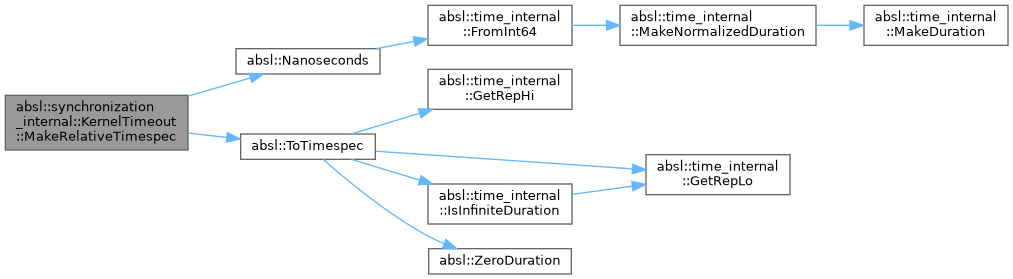 absl::synchronization
_internal::KernelTimeout
::MakeRelativeTimespec
absl::Nanoseconds
absl::time_internal
::FromInt64
absl::time_internal
::MakeNormalizedDuration
absl::time_internal
::MakeDuration
absl::ToTimespec
absl::time_internal
::GetRepHi
absl::time_internal
::GetRepLo
absl::time_internal
::IsInfiniteDuration
absl::ZeroDuration